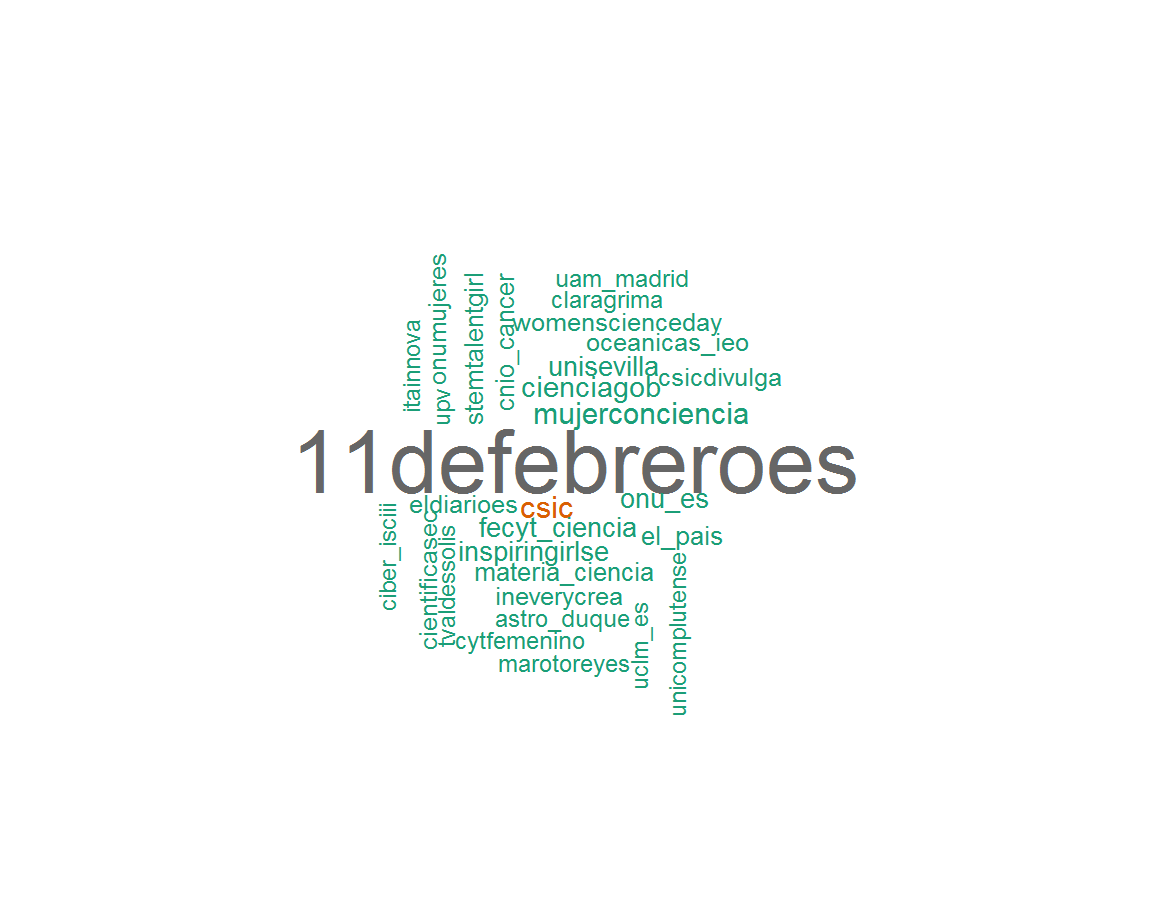 onumujeres
itainnova
upv
stemtalentgirl
cnio_cancer
uam_madrid
claragrima
womenscienceday
oceanicas_ieo
unisevilla
csicdivulga
cienciagob
mujerconciencia
11defebreroes
eldiarioes
csic
onu_es
fecyt_ciencia
el_pais
inspiringirlse
materia_ciencia
ineverycrea
astro_duque
cytfemenino
marotoreyes
ciber_isciii
cientificasec
tvaldessolis
uclm_es
unicomplutense